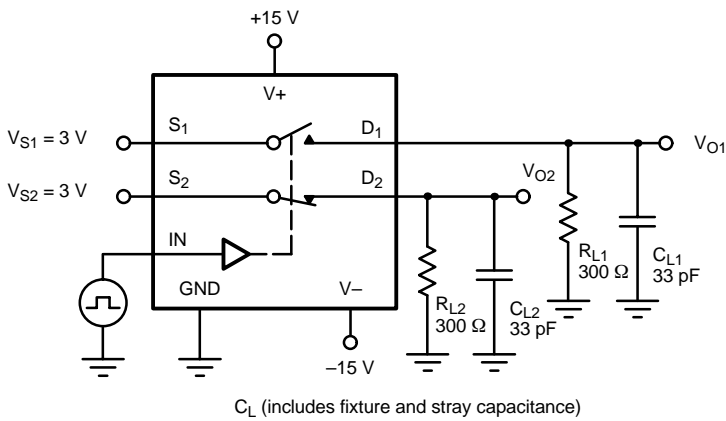 +15 V
V+
VS1 = 3 V
S1
D1
VO1
VS2 = 3 V
S2
D2
VO2
IN
RL1
300 Ω
CL1
33 pF
GND
V–
RL2
300 Ω
CL2
33 pF
–15 V
CL (includes fixture and stray capacitance)